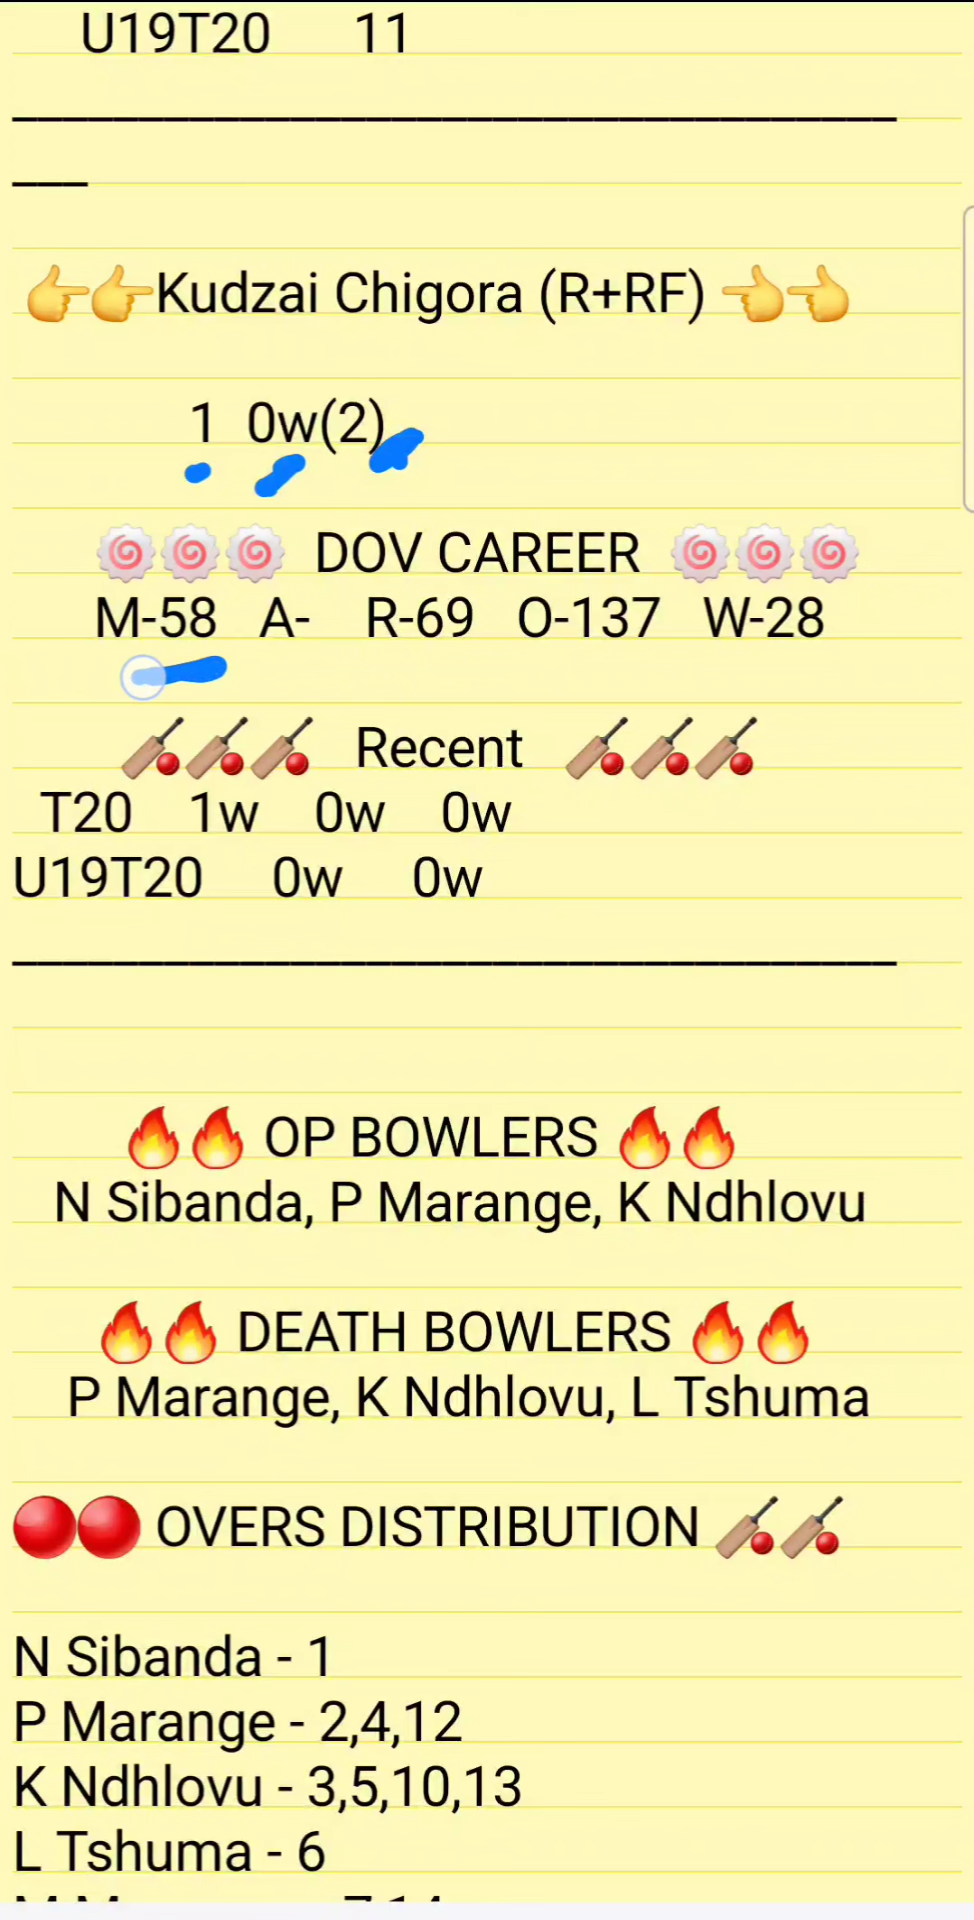 U19T20 11
👉👉Kudzai Chigora (R+RF) 👈👈
1 0w(2)
🍥🍥🍥 DOV CAREER 🍥🍥🍥
M-58 A- R-69 O-137 W-28
🏏🏏🏏 Recent 🏏🏏🏏
T20 1w 0w 0w
U19T20 0w 0w
🔥🔥 OP BOWLERS 🔥🔥
N Sibanda, P Marange, K Ndhlovu
🔥🔥 DEATH BOWLERS 🔥🔥
P Marange, K Ndhlovu, L Tshuma
🔴🔴 OVERS DISTRIBUTION 🏏🏏
N Sibanda - 1
P Marange - 2,4,12
K Ndhlovu - 3,5,10,13
L Tshuma - 6